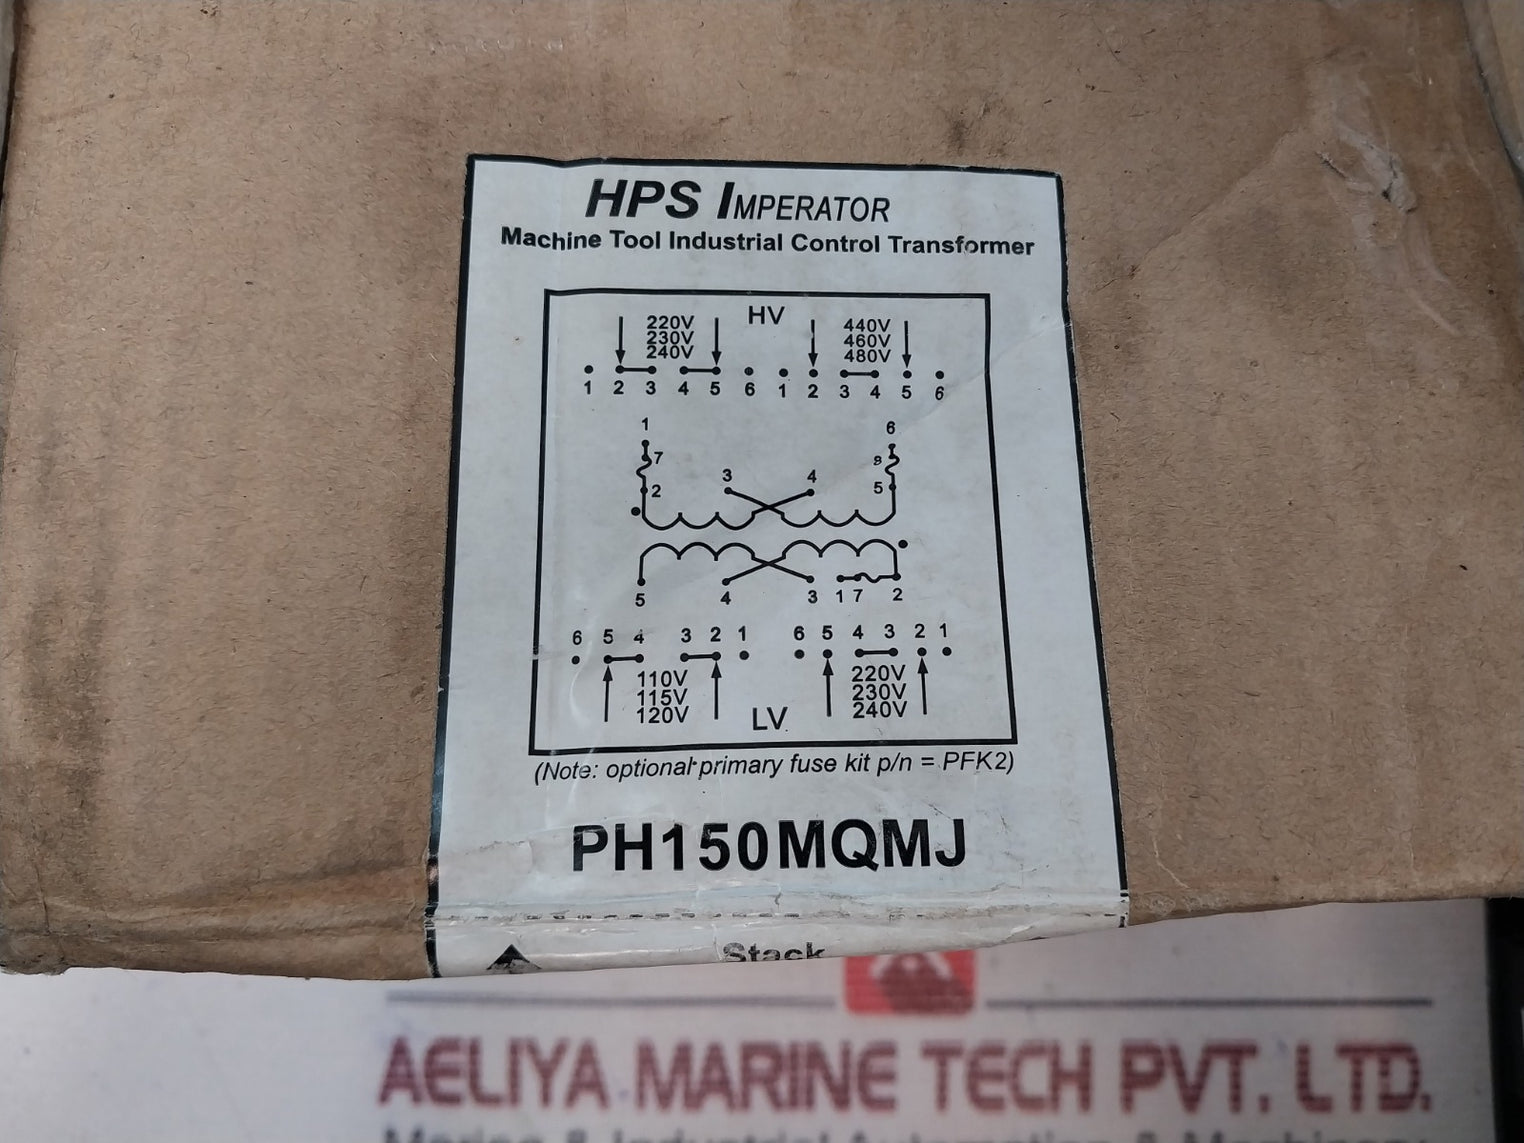 HPS IMPERATOR
Machine Tool Industrial Control Transformer
HV
220V 440V
230V 460V
240V 480V
1 2 3 4 5 6 1 2 3 4 5 6
1 6
7 8
3 4
2 5
5 4 3 1 7 2
6 5 4 3 2 1 6 5 4 3 2 1
110V 220V
115V 230V
120V 240V
LV
(Note: optional primary fuse kit p/n = PFK2)
PH150MQMJ
Stack
AELIYA MARINE TECH PVT. LTD.